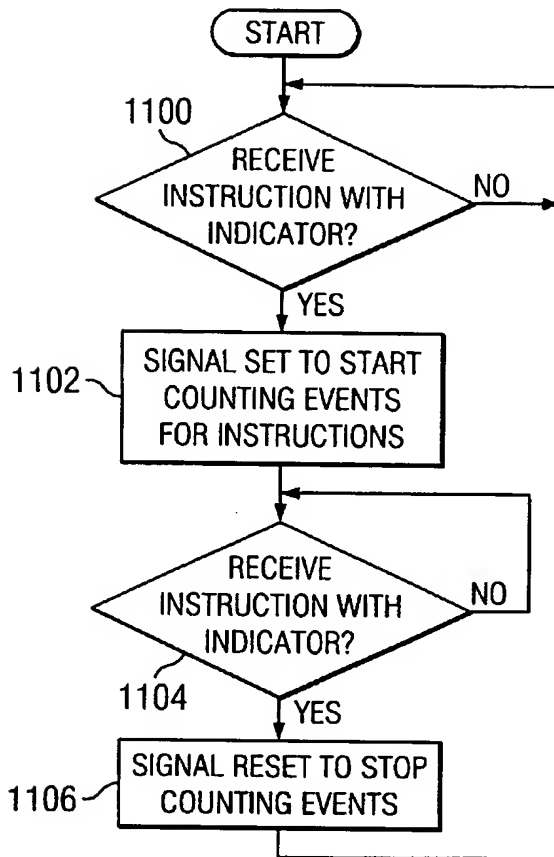 START
1100
RECEIVE
INSTRUCTION WITH
INDICATOR?
NO
YES
1102
SIGNAL SET TO START
COUNTING EVENTS
FOR INSTRUCTIONS
RECEIVE
INSTRUCTION WITH
INDICATOR?
NO
1104
YES
1106
SIGNAL RESET TO STOP
COUNTING EVENTS